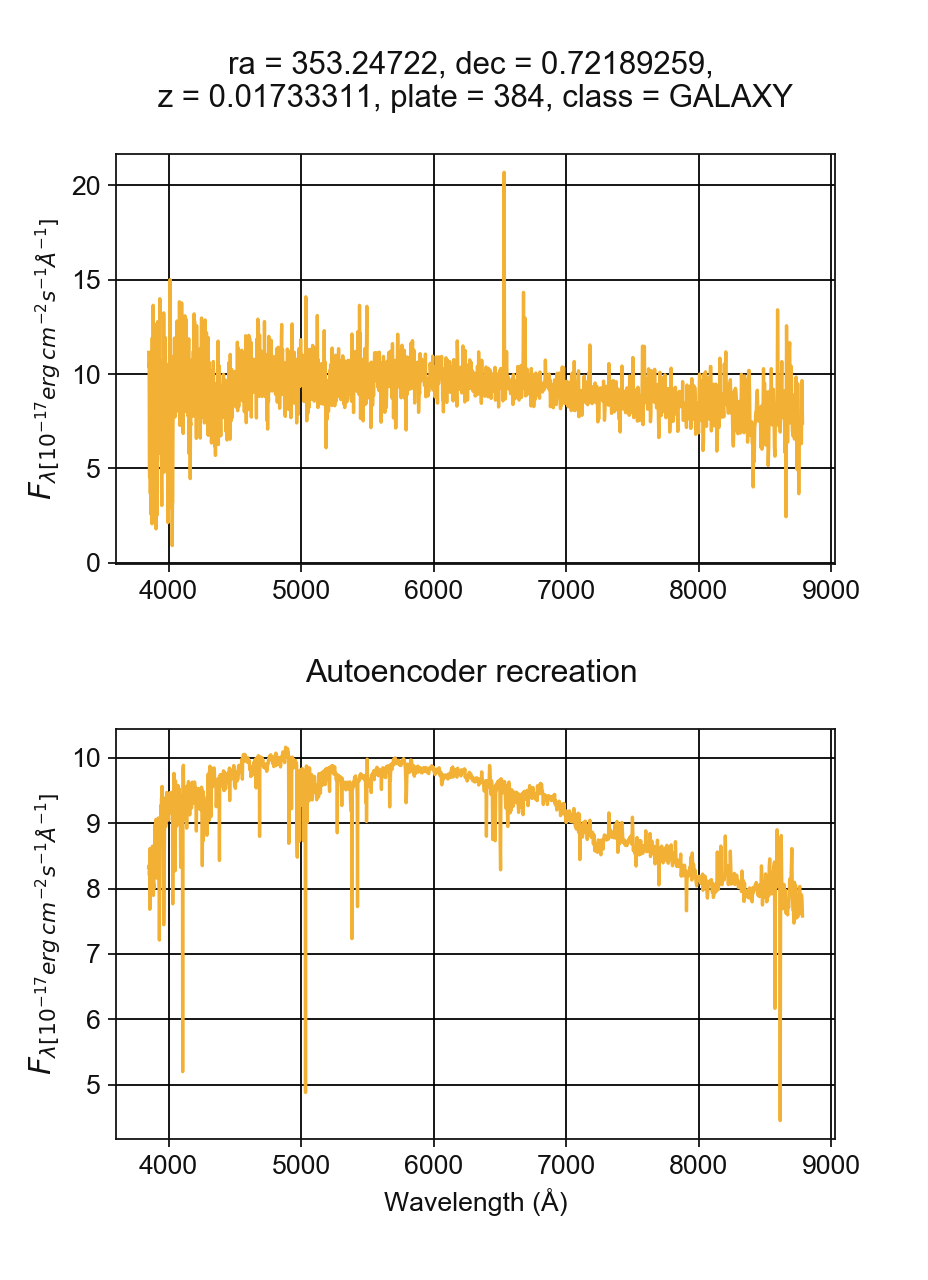 ra = 353.24722, dec = 0.72189259,
z = 0.01733311, plate = 384, class = GALAXY
F_λ[10⁻¹⁷erg cm⁻²s⁻¹Å⁻¹]
20
15
10
5
0
4000 5000 6000 7000 8000 9000
Autoencoder recreation
F_λ[10⁻¹⁷erg cm⁻²s⁻¹Å⁻¹]
10
9
8
7
6
5
4000 5000 6000 7000 8000 9000
Wavelength (Å)